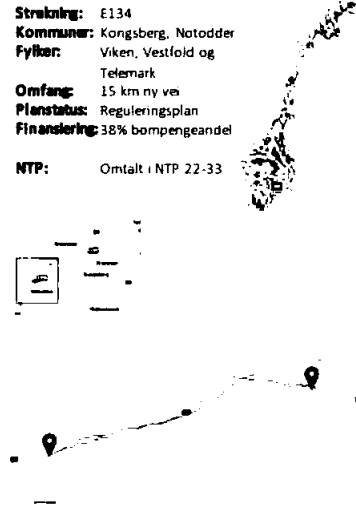 Strekning: E134
Kommuner: Kongsberg, Notodder
Fylker: Viken, Vestfold og
Telemark
Omfang: 15 km ny vei
Planstatus: Reguleringsplan
Finansiering: 38% bompengeandel
NTP: Omtalt i NTP 22-33